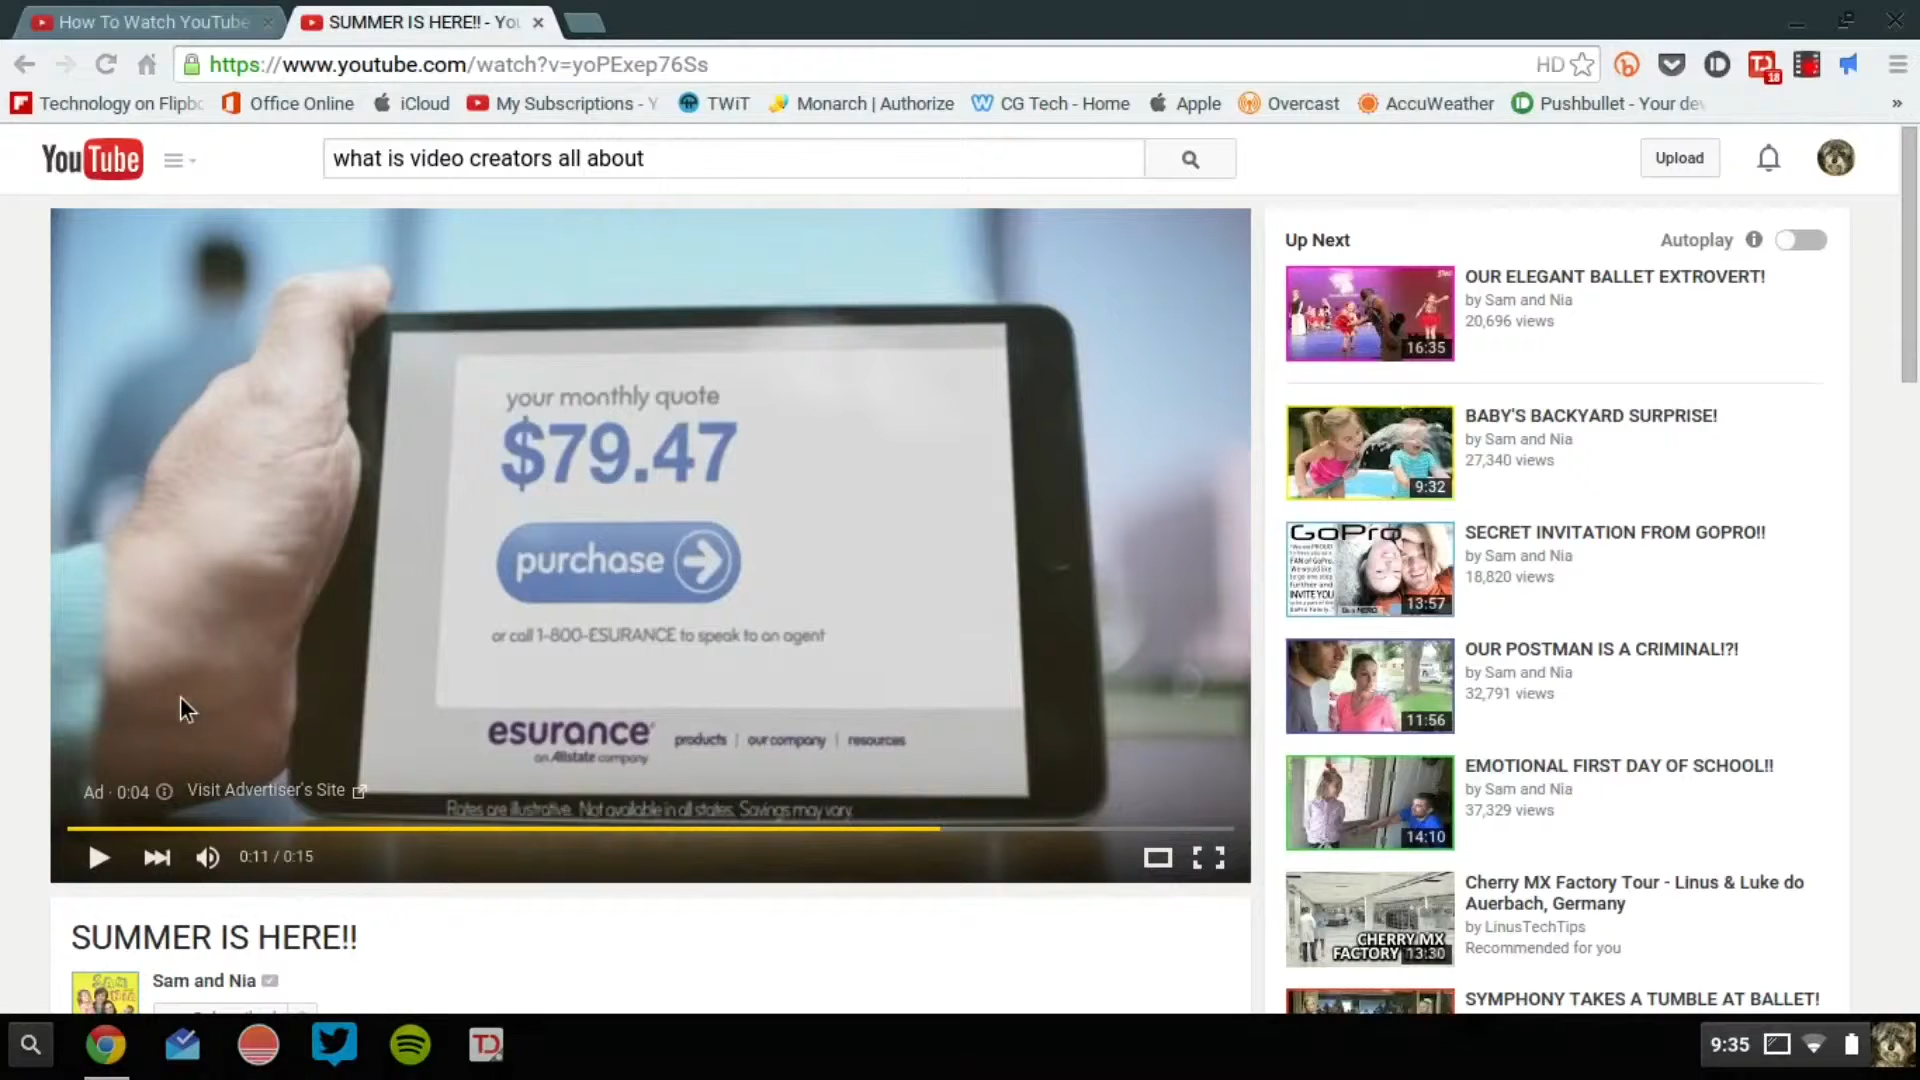 How To Watch YouTube
SUMMER IS HERE!! - You
https://www.youtube.com/watch?v=yoPExep76Ss
HD
18
Technology on Flipbo
Office Online
iCloud
My Subscriptions - Y
TWiT
Monarch | Authorize
CG Tech - Home
Apple
Overcast
AccuWeather
Pushbullet - Your dev
YouTube
what is video creators all about
Upload
your monthly quote
$79.47
purchase
or call 1-800-ESURANCE to speak to an agent
esurance
an Allstate company
products | our company | resources
Ad · 0:04
Visit Advertiser's Site
Rates are illustrative. Not available in all states. Savings may vary.
0:11 / 0:15
SUMMER IS HERE!!
Sam and Nia
Up Next
Autoplay
16:35
OUR ELEGANT BALLET EXTROVERT!
by Sam and Nia
20,696 views
9:32
BABY'S BACKYARD SURPRISE!
by Sam and Nia
27,340 views
GoPro
INVITE YOU
13:57
SECRET INVITATION FROM GOPRO!!
by Sam and Nia
18,820 views
11:56
OUR POSTMAN IS A CRIMINAL!?!
by Sam and Nia
32,791 views
14:10
EMOTIONAL FIRST DAY OF SCHOOL!!
by Sam and Nia
37,329 views
CHERRY MX
FACTORY 13:30
Cherry MX Factory Tour - Linus & Luke do
Auerbach, Germany
by LinusTechTips
Recommended for you
SYMPHONY TAKES A TUMBLE AT BALLET!
9:35